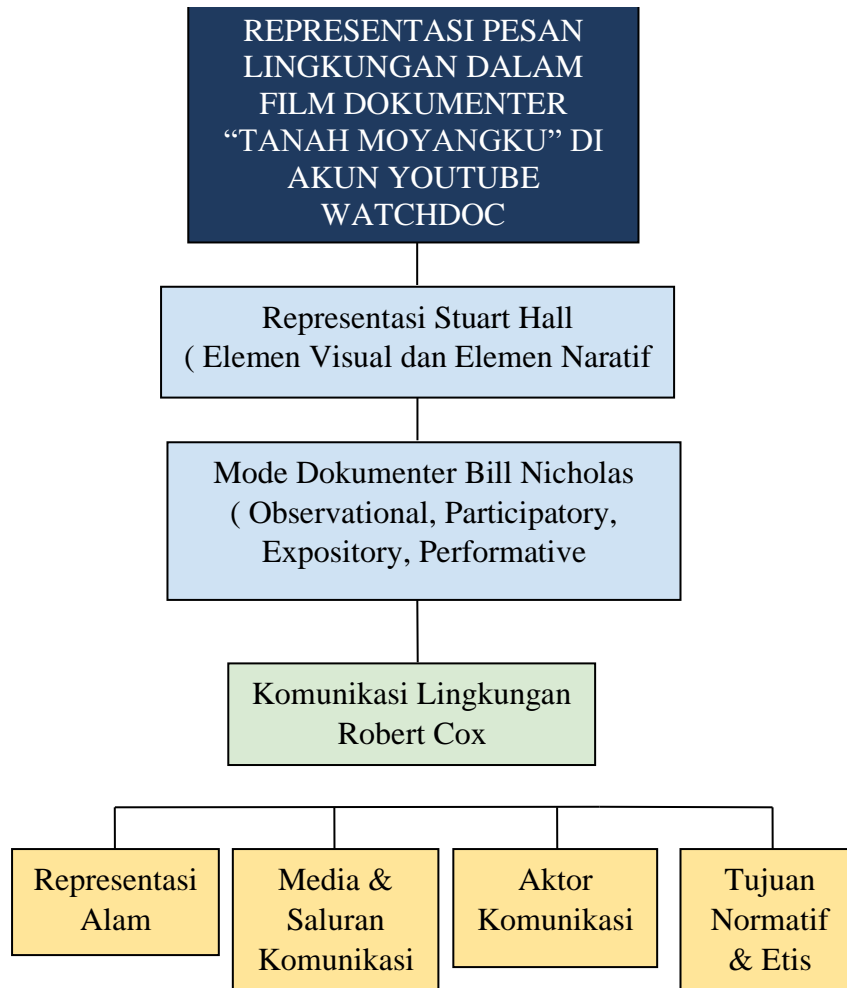 REPRESENTASI PESAN
LINGKUNGAN DALAM
FILM DOKUMENTER
“TANAH MOYANGKU” DI
AKUN YOUTUBE
WATCHDOC
Representasi Stuart Hall
( Elemen Visual dan Elemen Naratif
Mode Dokumenter Bill Nicholas
( Observational, Participatory,
Expository, Performative
Komunikasi Lingkungan
Robert Cox
Representasi
Alam
Media &
Saluran
Komunikasi
Aktor
Komunikasi
Tujuan
Normatif
& Etis